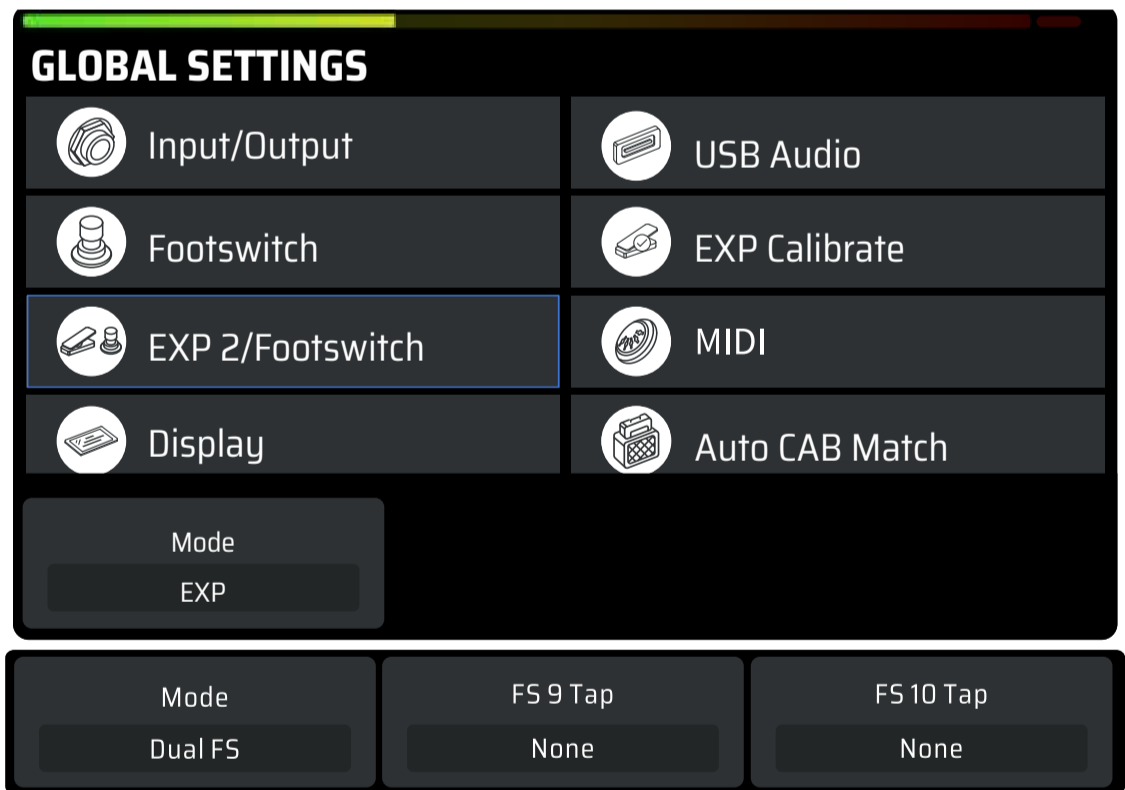 GLOBAL SETTINGS
Input/Output
USB Audio
Footswitch
EXP Calibrate
EXP 2/Footswitch
MIDI
Display
Auto CAB Match
Mode
EXP
Mode
FS 9 Tap
FS 10 Tap
Dual FS
None
None